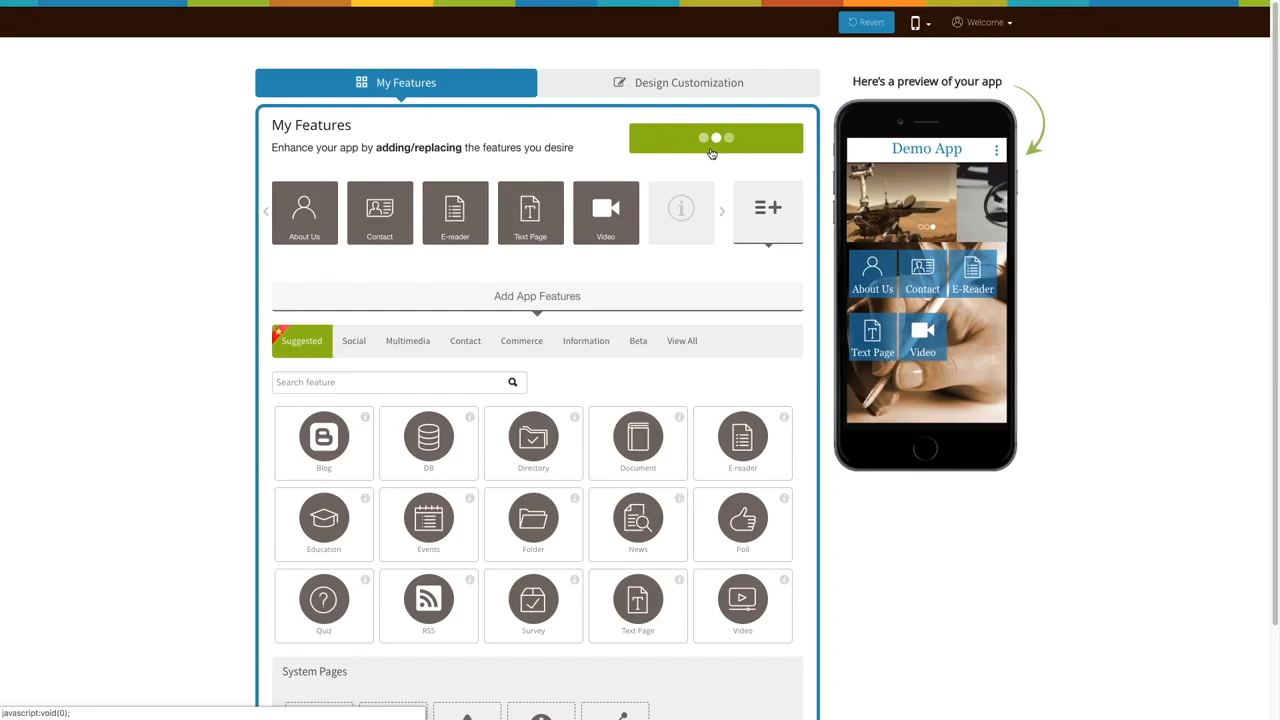 Revert
Welcome
My Features
Design Customization
Here's a preview of your app
My Features
Enhance your app by adding/replacing the features you desire
About Us
Contact
E-reader
Text Page
Video
Demo App
About Us
Contact
E-Reader
Text Page
Video
Add App Features
Suggested
Social
Multimedia
Contact
Commerce
Information
Beta
View All
Search feature
Blog
DB
Directory
Document
E-reader
Education
Events
Folder
News
Poll
Quiz
RSS
Survey
Text Page
Video
System Pages
javascript:void(0);